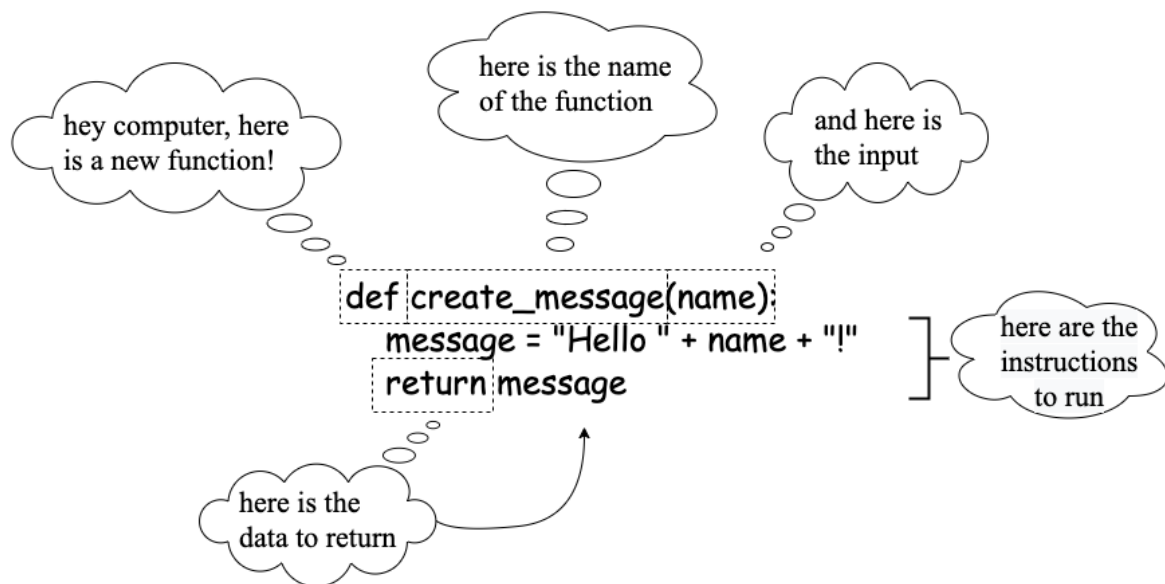 here is the name
of the function
hey computer, here
is a new function!
and here is
the input
def create_message(name):
message = "Hello " + name + "!"
return message
here are the
instructions
to run
here is the
data to return